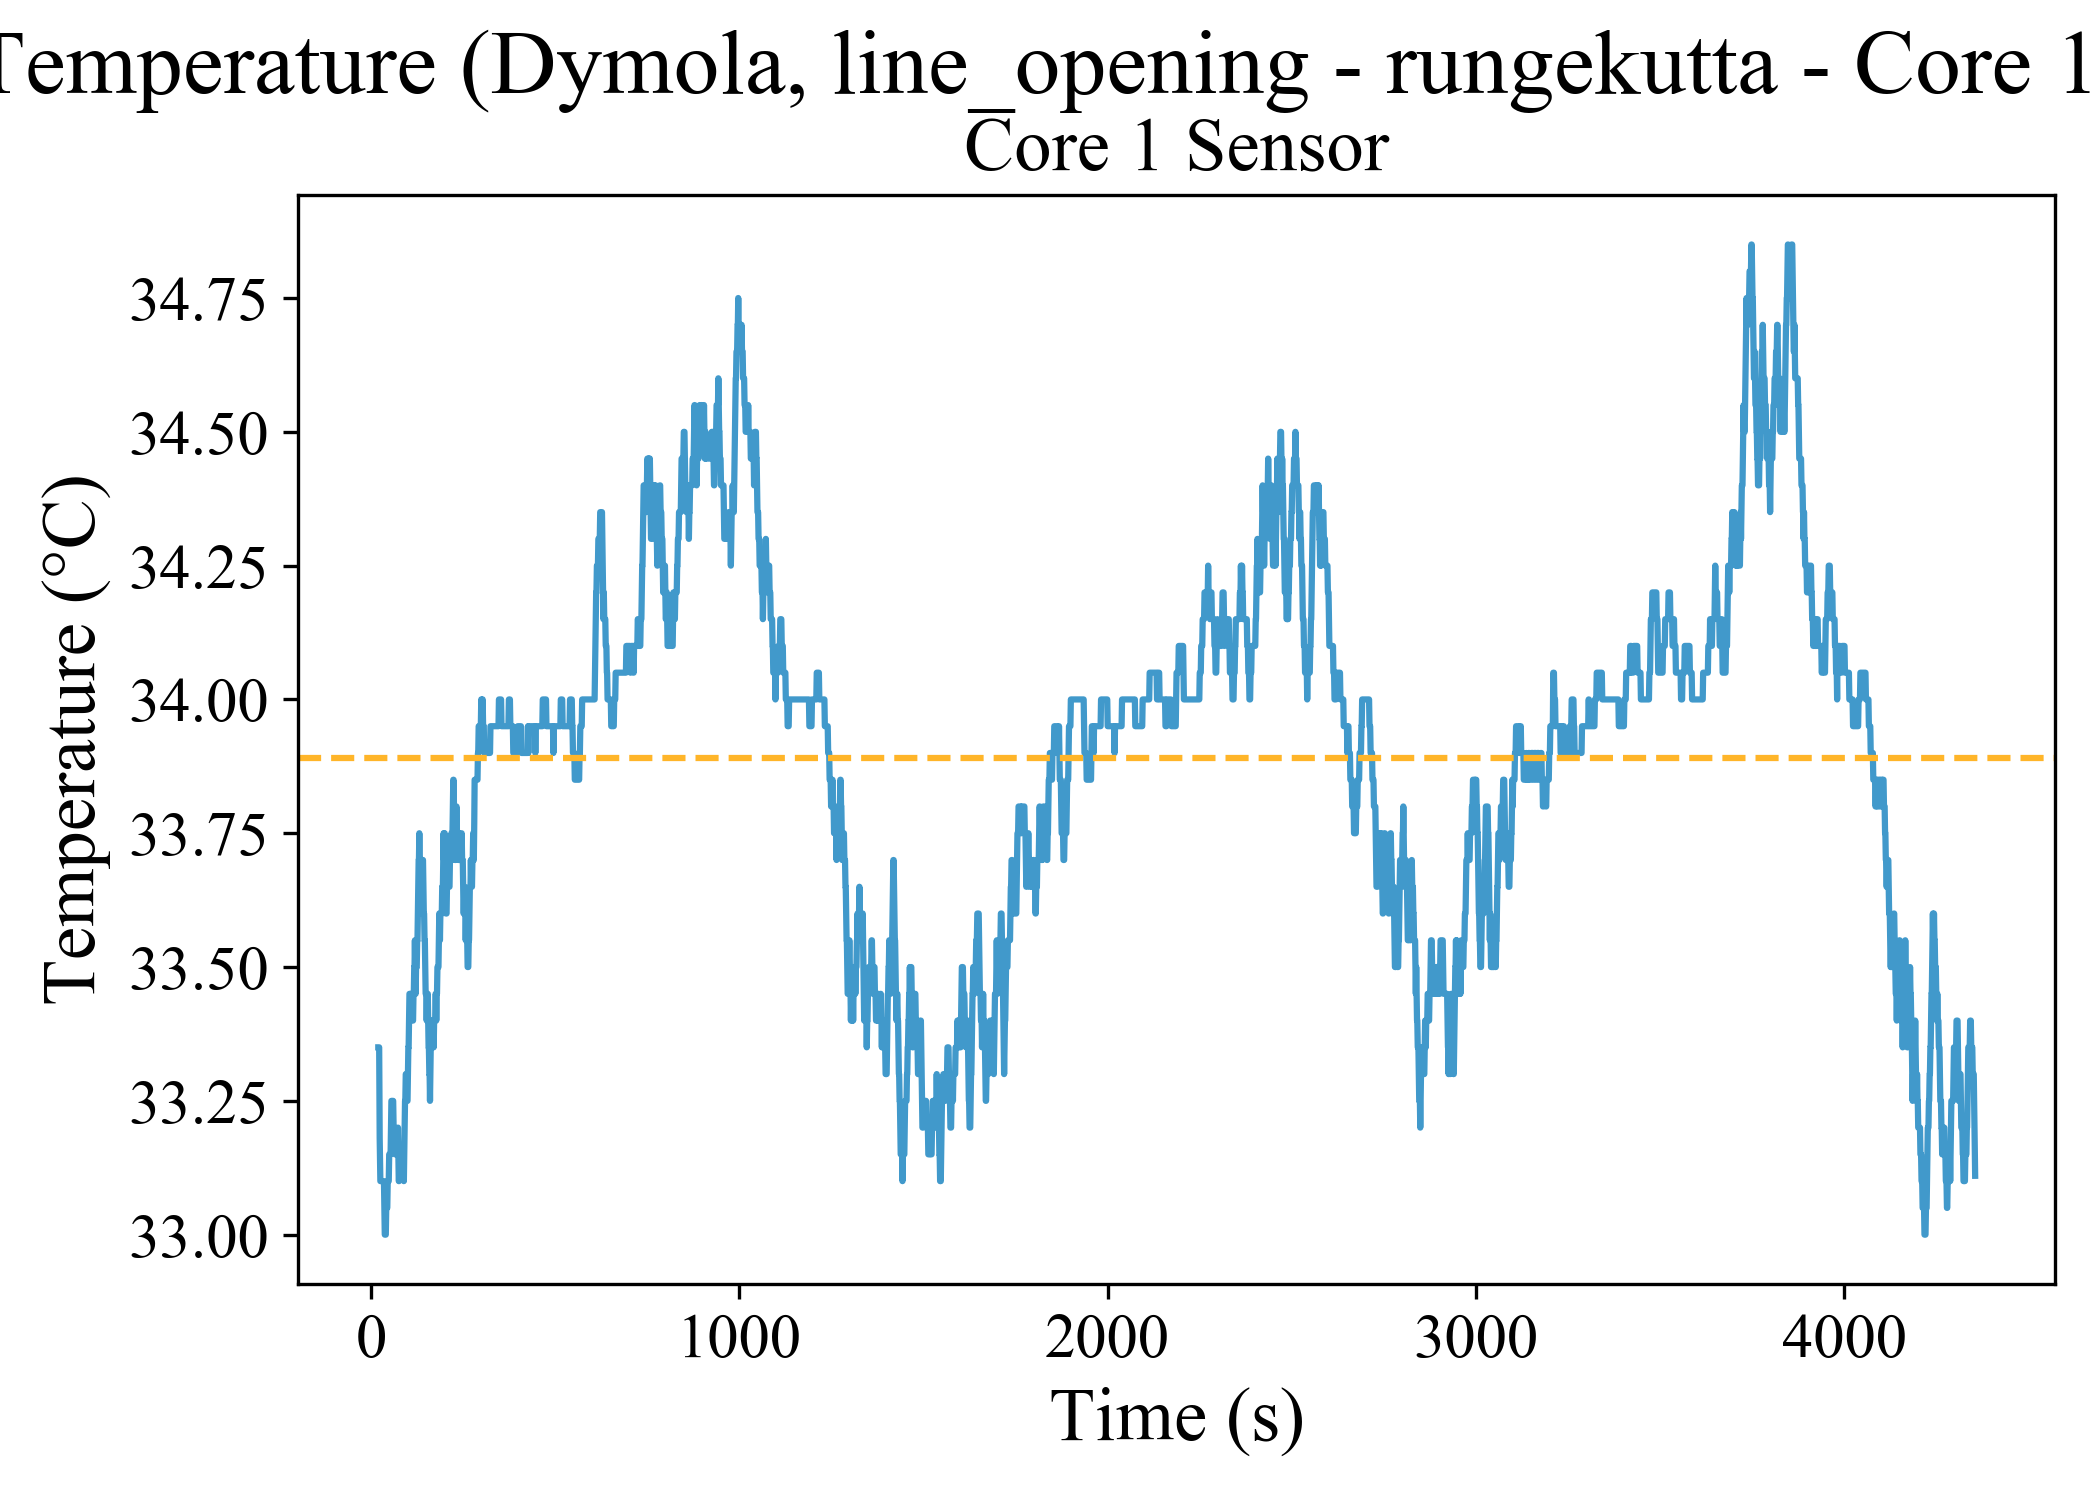 Temperature (Dymola, line_opening - rungekutta - Core 1
Core 1 Sensor
Temperature (°C)
34.75
34.50
34.25
34.00
33.75
33.50
33.25
33.00
0 1000 2000 3000 4000
Time (s)